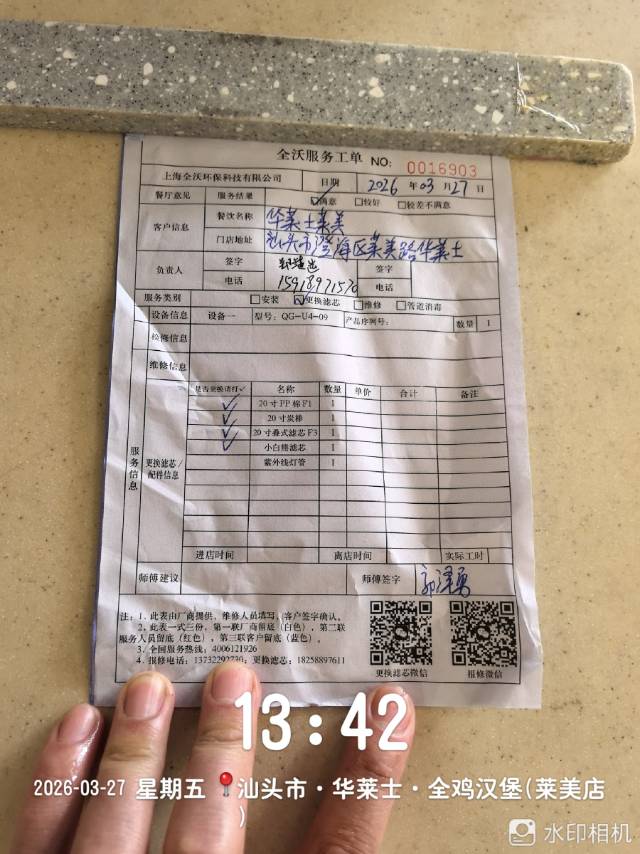 全沃服务工单 NO: 0016903
上海全沃环保科技有限公司 日期 2026年03月27日
餐厅意见 服务结果 ☑满意 □较好 □较差不满意
客户信息 餐饮名称 华莱士莱美
门店地址 汕头市澄海区莱美路华莱士
负责人 签字 签字
电话 15918971570 电话
服务类别 □安装 ☑更换滤芯 □维修 □管道消毒
设备信息 设备一 型号: QG-U4-09 产品序列号: 数量 1
检修信息
维修信息
服务信息 更换滤芯/配件信息
是否更换请打✓ 名称 数量 单价 合计 备注
✓ 20寸PP棉F1 1
✓ 20寸炭棒 1
✓ 20寸叠式滤芯F3 1
✓ 小白熊滤芯 1
紫外线灯管 1
进店时间 离店时间 实际工时
师傅建议 师傅签字 郭泽勇
注: 1、此表由厂商提供, 维修人员填写, 客户签字确认。
2、此表一式三份, 第一联厂商留底(白色), 第二联
服务人员留底(红色), 第三联客户留底(蓝色)。
3、全国服务热线: 4006121926
4、报修电话: 13732292730; 更换滤芯: 18258897611
更换滤芯微信 报修微信
13:42
2026-03-27 星期五 汕头市·华莱士·全鸡汉堡(莱美店
)
水印相机